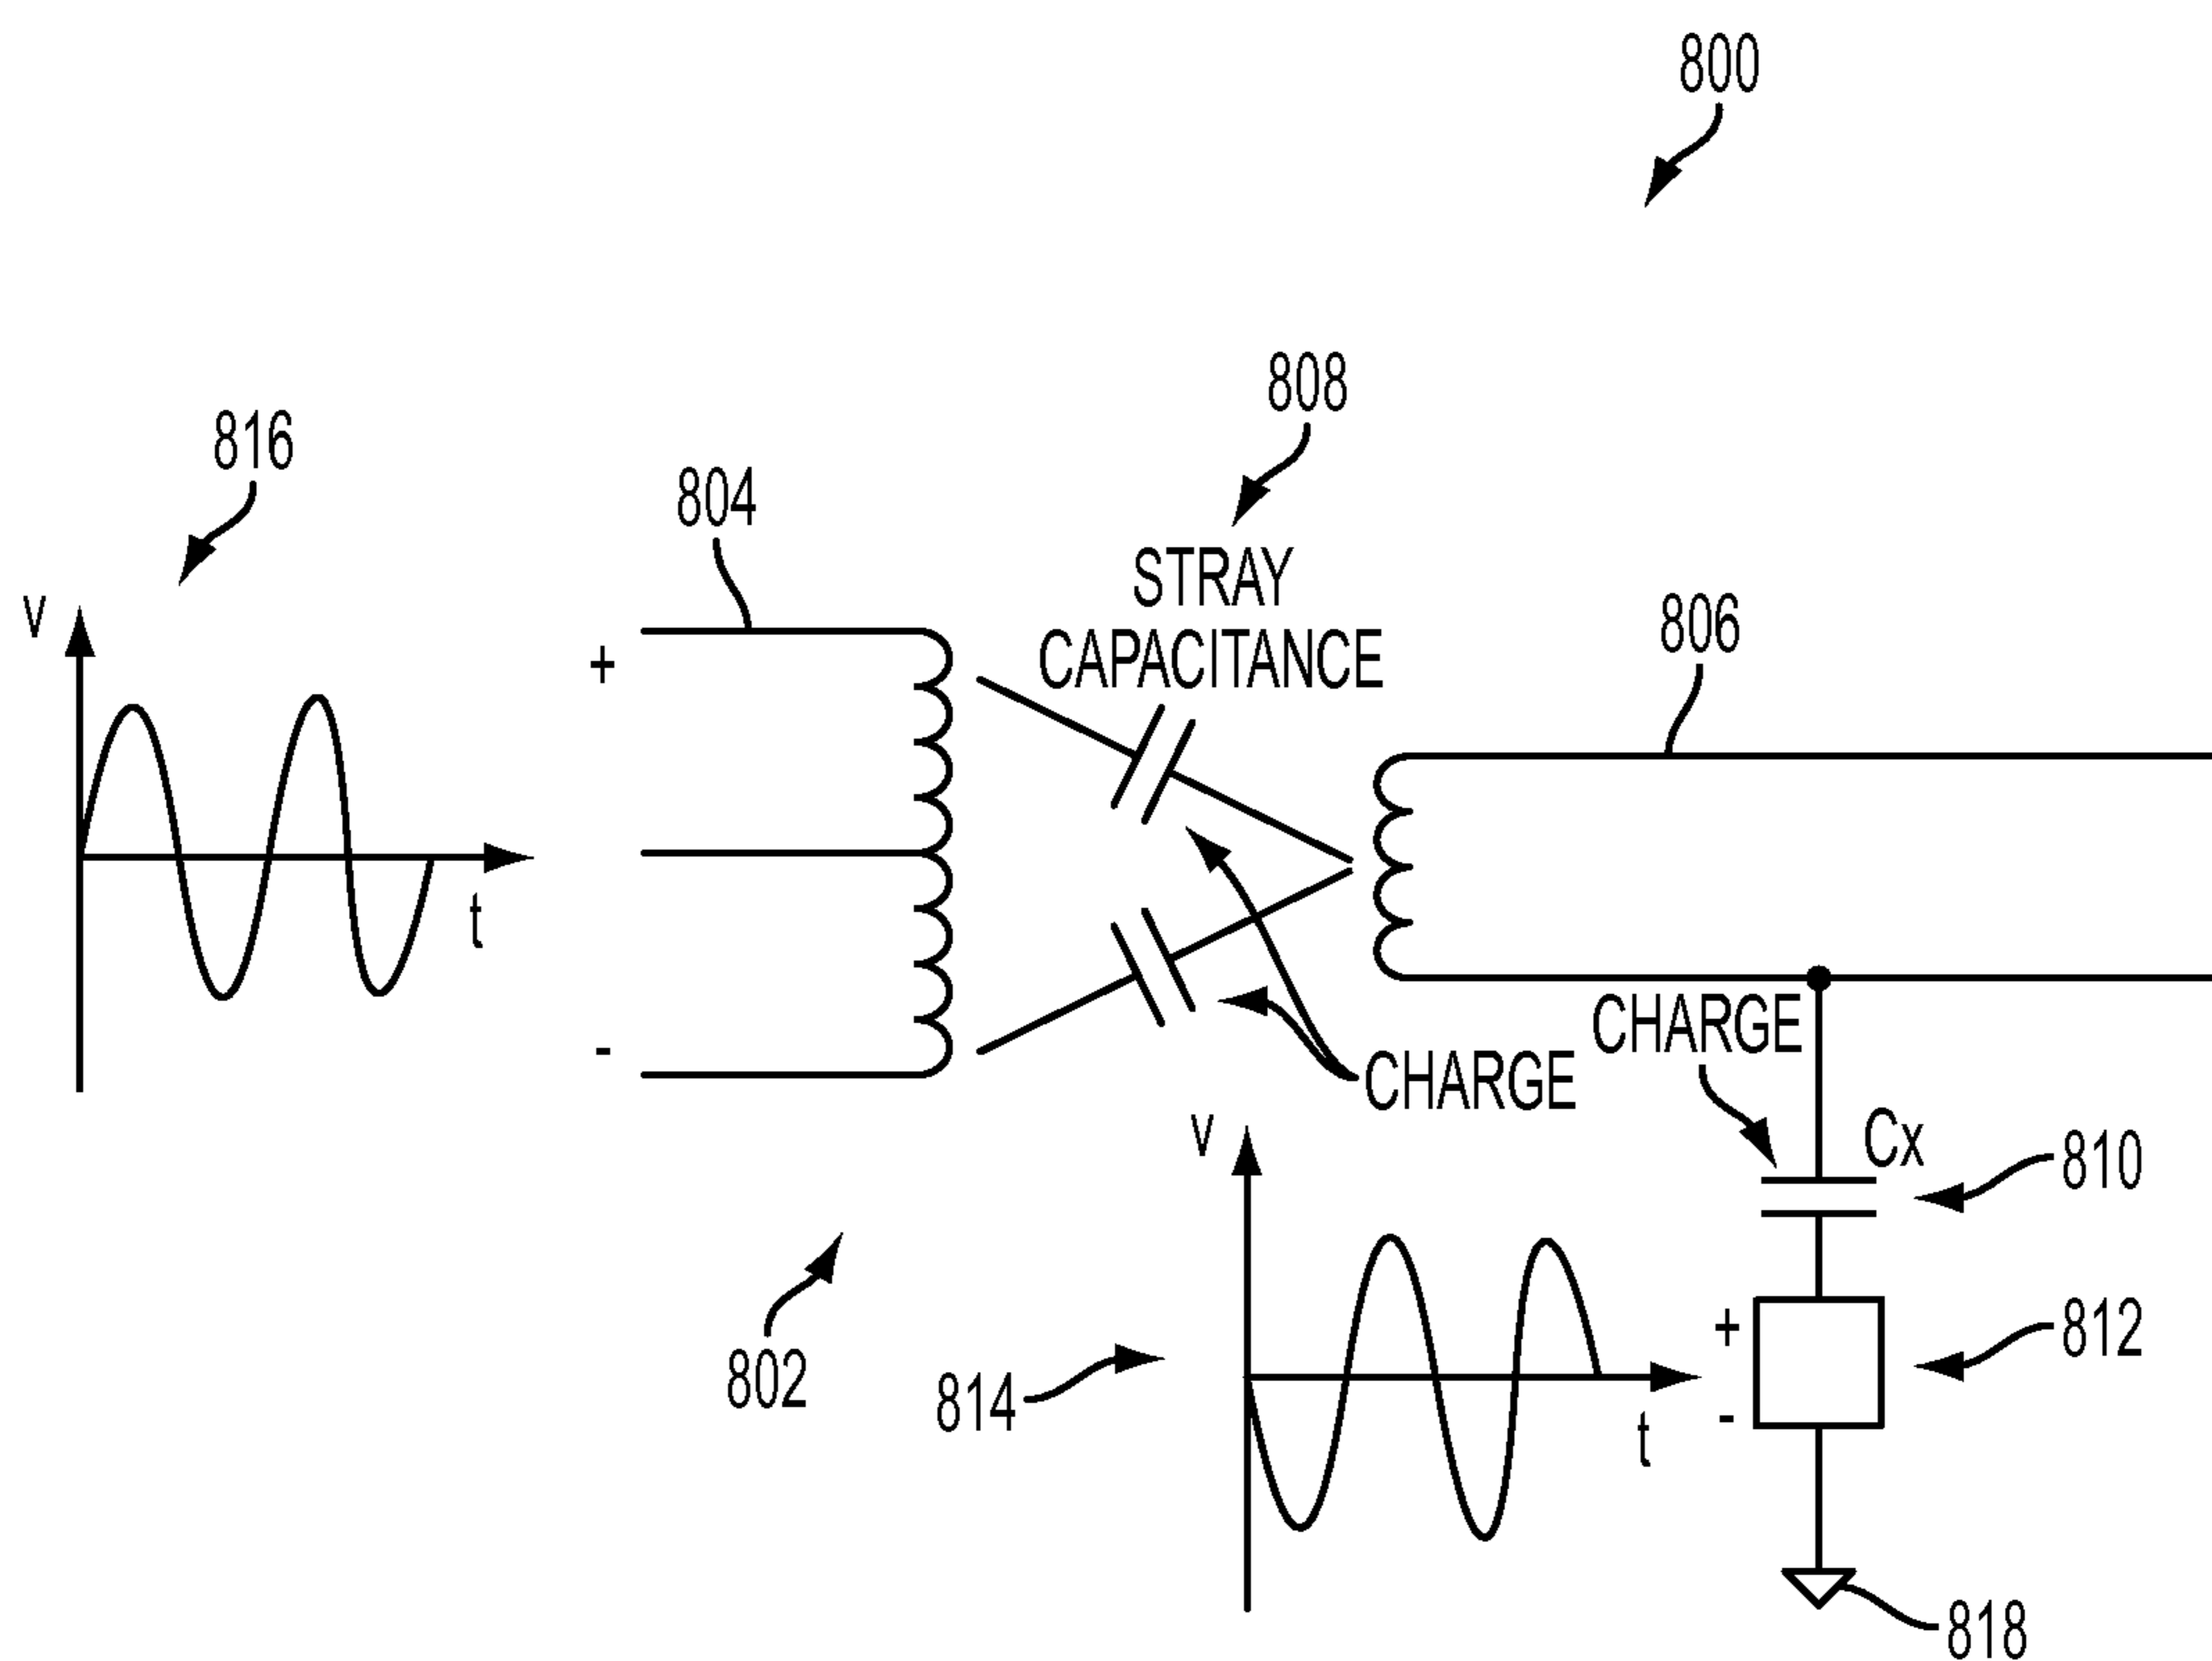 800
808
816
804
STRAY
CAPACITANCE
806
v
+
t
-
CHARGE
CHARGE
v
Cx
810
802
814
+
812
-
t
818